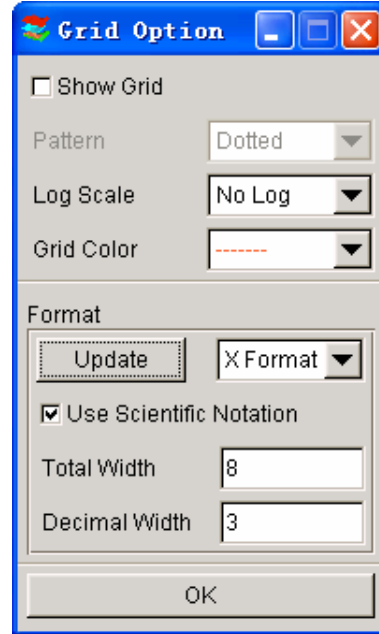 Grid Option
Show Grid
Pattern Dotted
Log Scale No Log
Grid Color -------
Format
Update X Format
Use Scientific Notation
Total Width 8
Decimal Width 3
OK